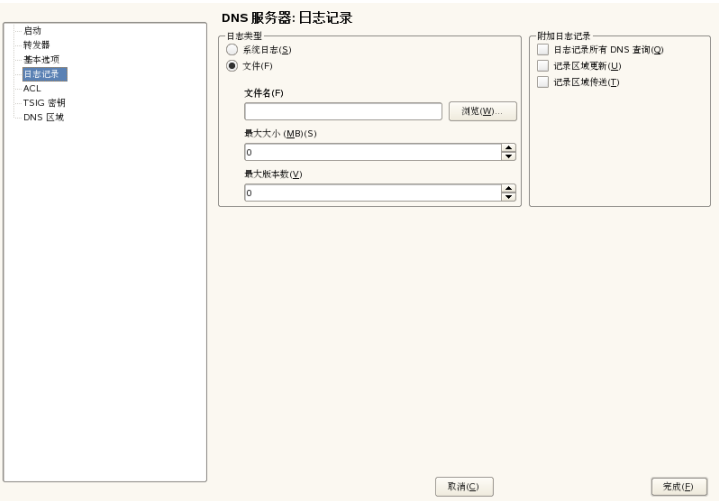 DNS 服务器: 日志记录
启动
转发器
基本选项
日志记录
ACL
TSIG 密钥
DNS 区域
日志类型
系统日志(S)
文件(F)
文件名(F)
浏览(W)...
最大大小 (MB)(S)
0
最大版本数(V)
0
附加日志记录
日志记录所有 DNS 查询(Q)
记录区域更新(U)
记录区域传送(T)
取消(C)
完成(F)